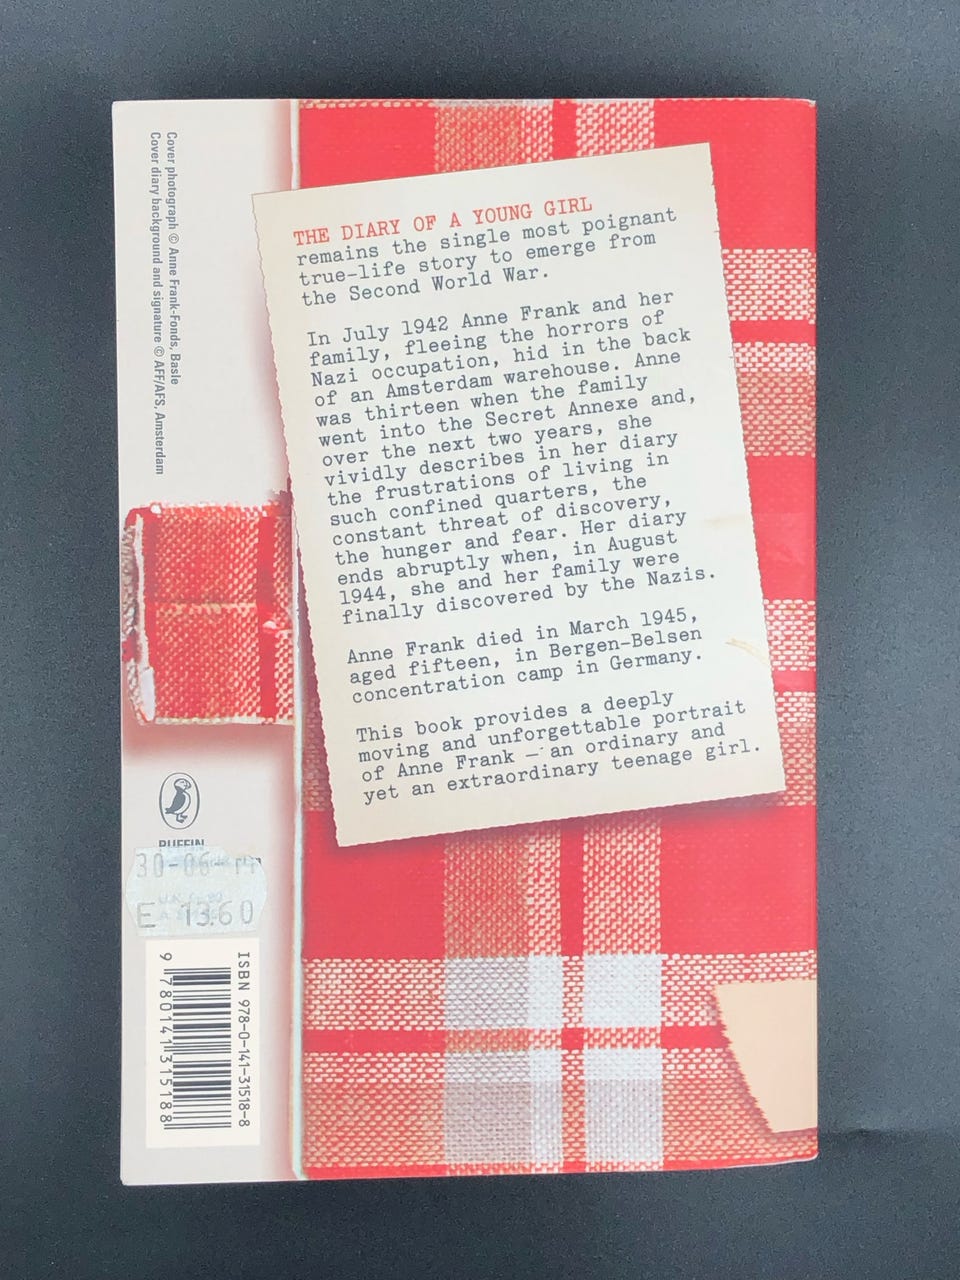 THE DIARY OF A YOUNG GIRL
remains the single most poignant
true-life story to emerge from
the Second World War.
In July 1942 Anne Frank and her
family, fleeing the horrors of
Nazi occupation, hid in the back
of an Amsterdam warehouse. Anne
was thirteen when the family
went into the Secret Annexe and,
over the next two years, she
vividly describes in her diary
the frustrations of living in
such confined quarters, the
constant threat of discovery,
the hunger and fear. Her diary
ends abruptly when, in August
1944, she and her family were
finally discovered by the Nazis.
Anne Frank died in March 1945,
aged fifteen, in Bergen-Belsen
concentration camp in Germany.
This book provides a deeply
moving and unforgettable portrait
of Anne Frank – an ordinary and
yet an extraordinary teenage girl.
Cover photograph © Anne Frank-Fonds, Basle
Cover diary background and signature © AFF/AFS, Amsterdam
PUFFIN
E 13.60
ISBN 978-0-141-31518-8
9 780141 315188